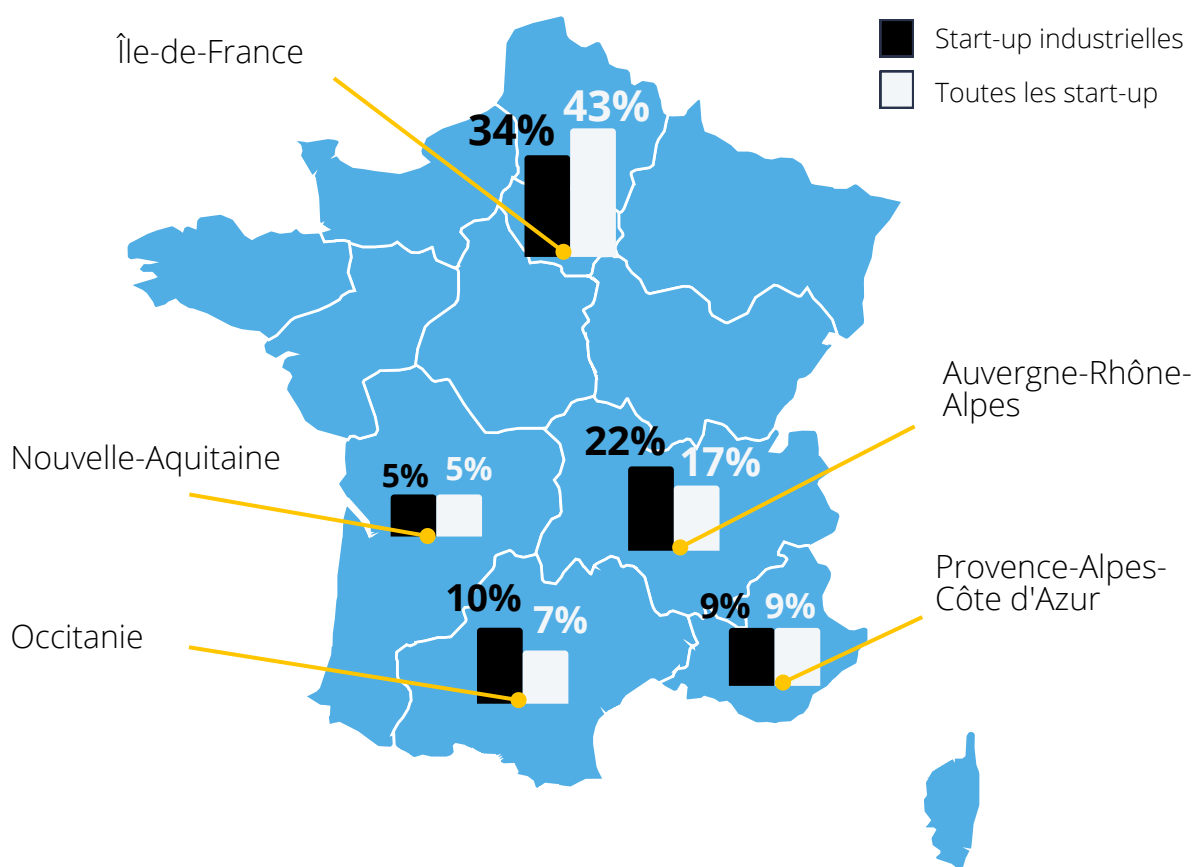 Île-de-France
Start-up industrielles
Toutes les start-up
34%
43%
Auvergne-Rhône-
Alpes
22%
17%
Nouvelle-Aquitaine
5%
5%
Provence-Alpes-
Côte d'Azur
9%
9%
Occitanie
10%
7%